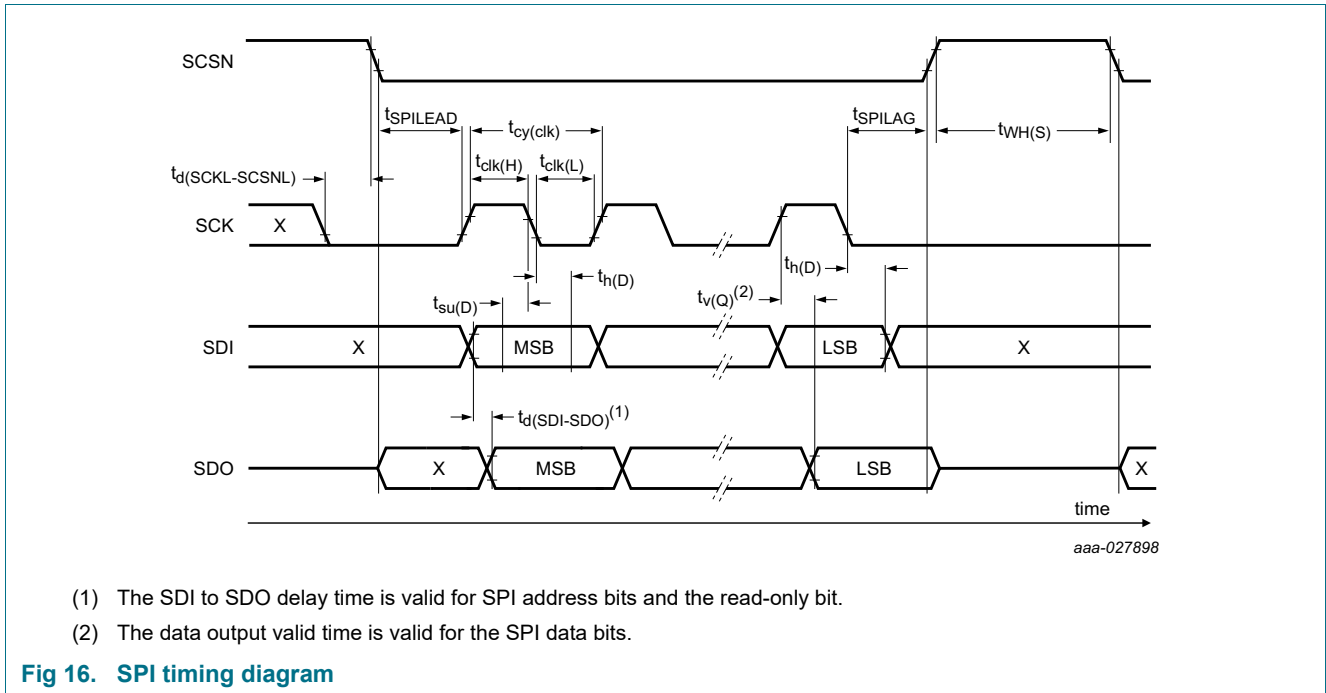 SCSN
tSPILEAD
tcy(clk)
tSPILAG
tWH(S)
tclk(H)
tclk(L)
td(SCKL-SCSNL)
SCK
X
th(D)
th(D)
tsu(D)
tv(Q)(2)
SDI
X
MSB
LSB
X
td(SDI-SDO)(1)
SDO
X
MSB
LSB
X
time
aaa-027898
(1) The SDI to SDO delay time is valid for SPI address bits and the read-only bit.
(2) The data output valid time is valid for the SPI data bits.
Fig 16. SPI timing diagram